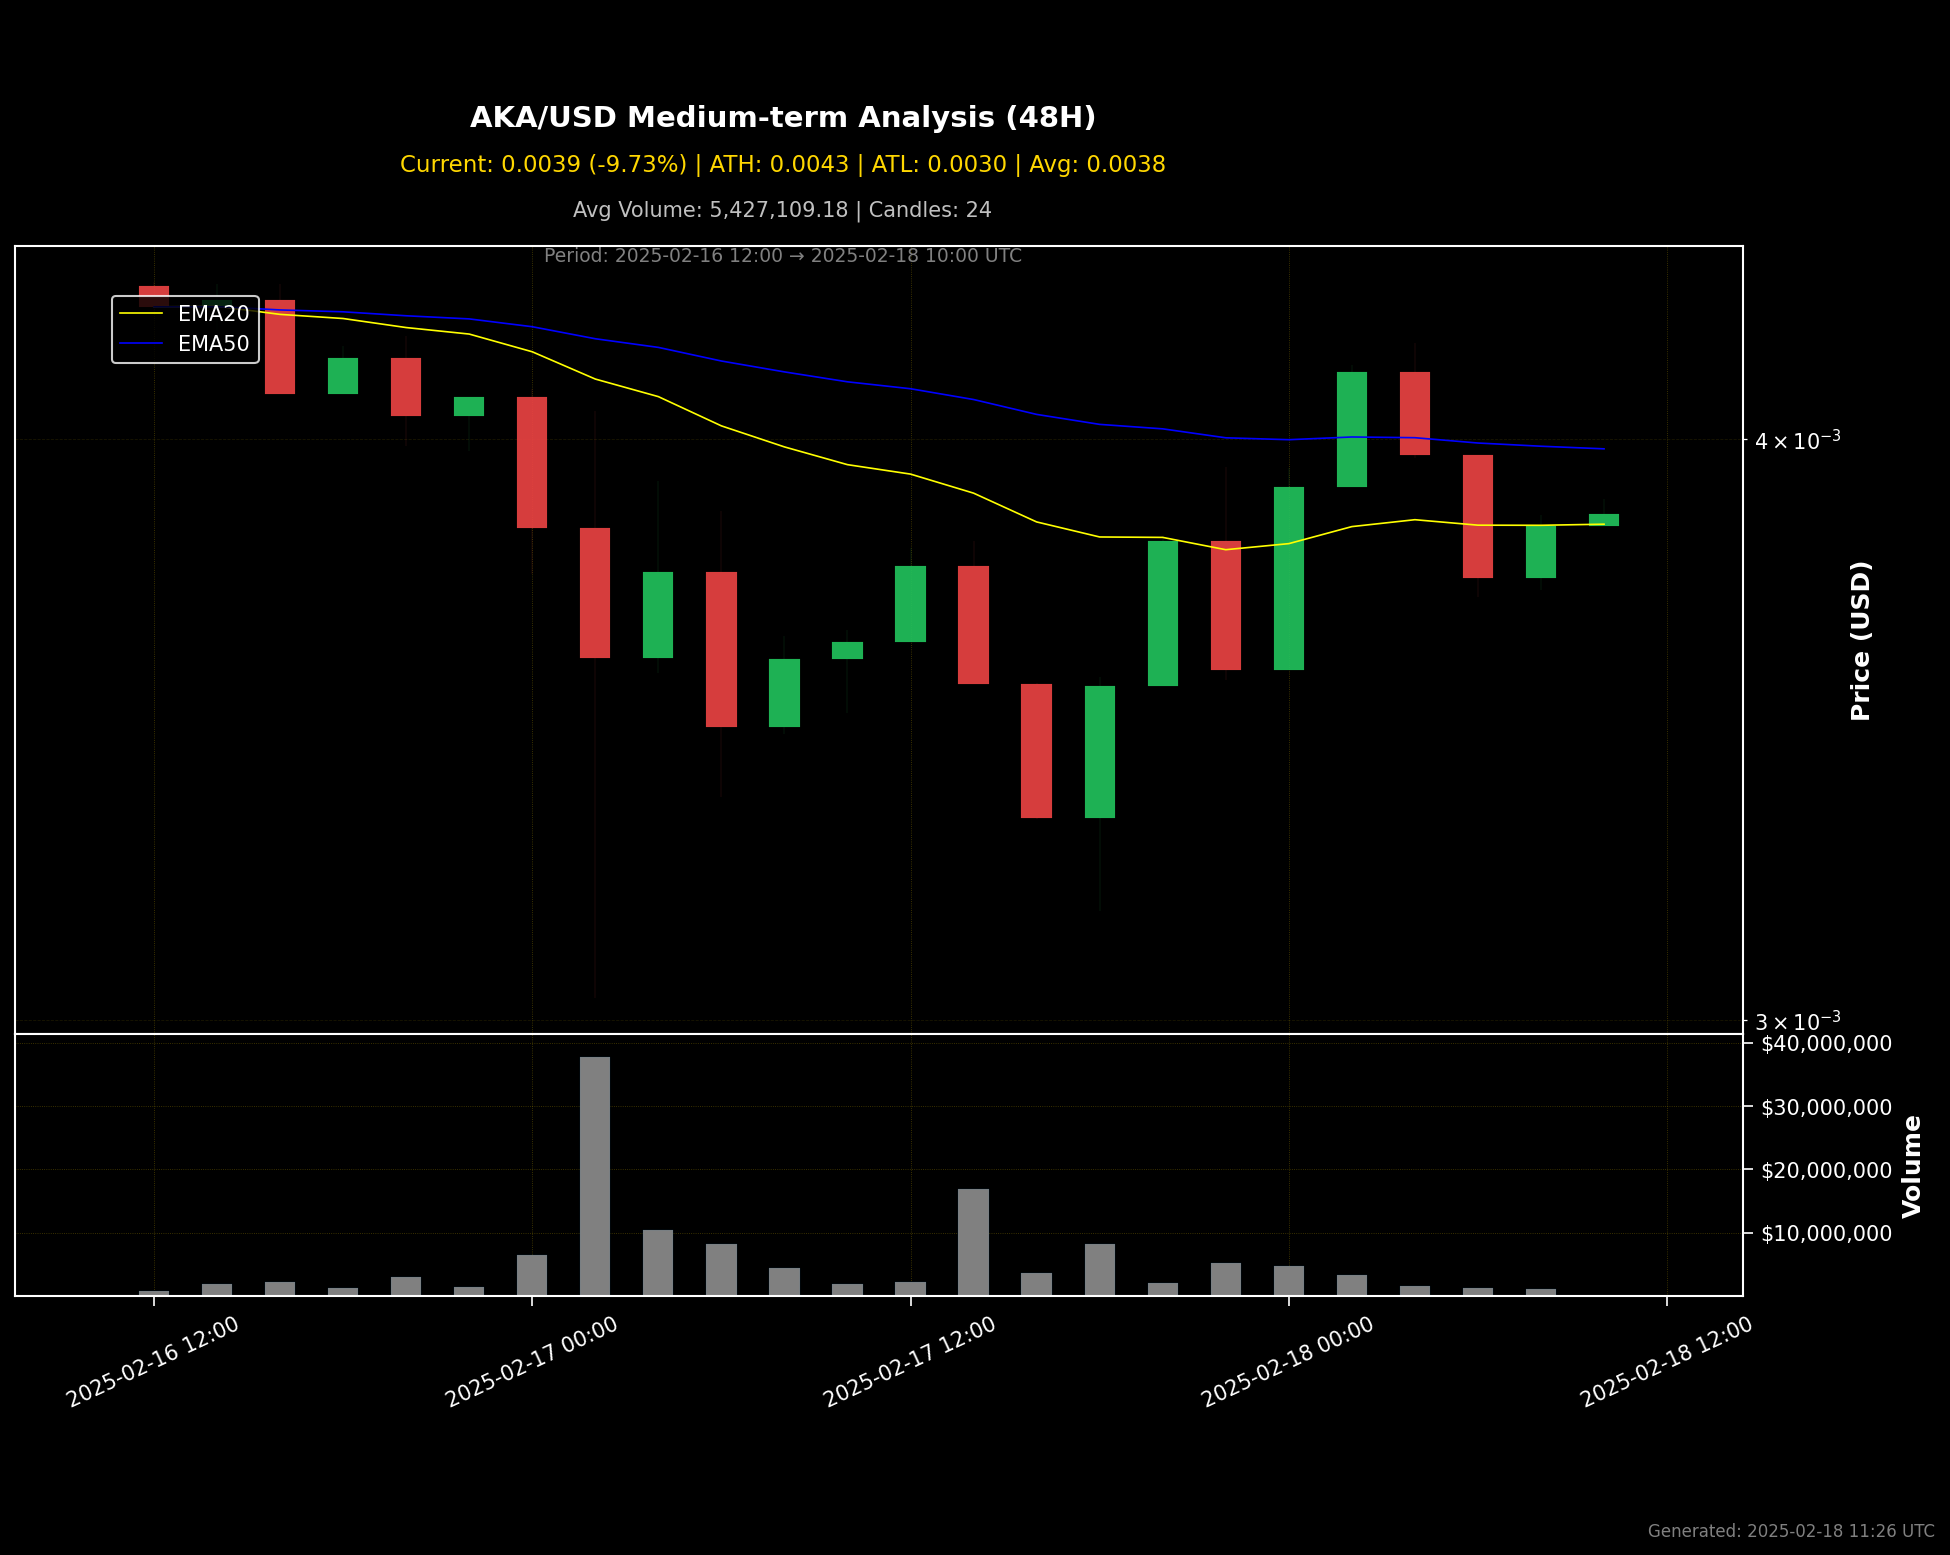 AKA/USD Medium-term Analysis (48H)
Current: 0.0039 (-9.73%) | ATH: 0.0043 | ATL: 0.0030 | Avg: 0.0038
Avg Volume: 5,427,109.18 | Candles: 24
Period: 2025-02-16 12:00 → 2025-02-18 10:00 UTC
EMA20
EMA50
4 × 10⁻³
3 × 10⁻³
Price (USD)
$40,000,000
$30,000,000
$20,000,000
$10,000,000
Volume
2025-02-16 12:00
2025-02-17 00:00
2025-02-17 12:00
2025-02-18 00:00
2025-02-18 12:00
Generated: 2025-02-18 11:26 UTC